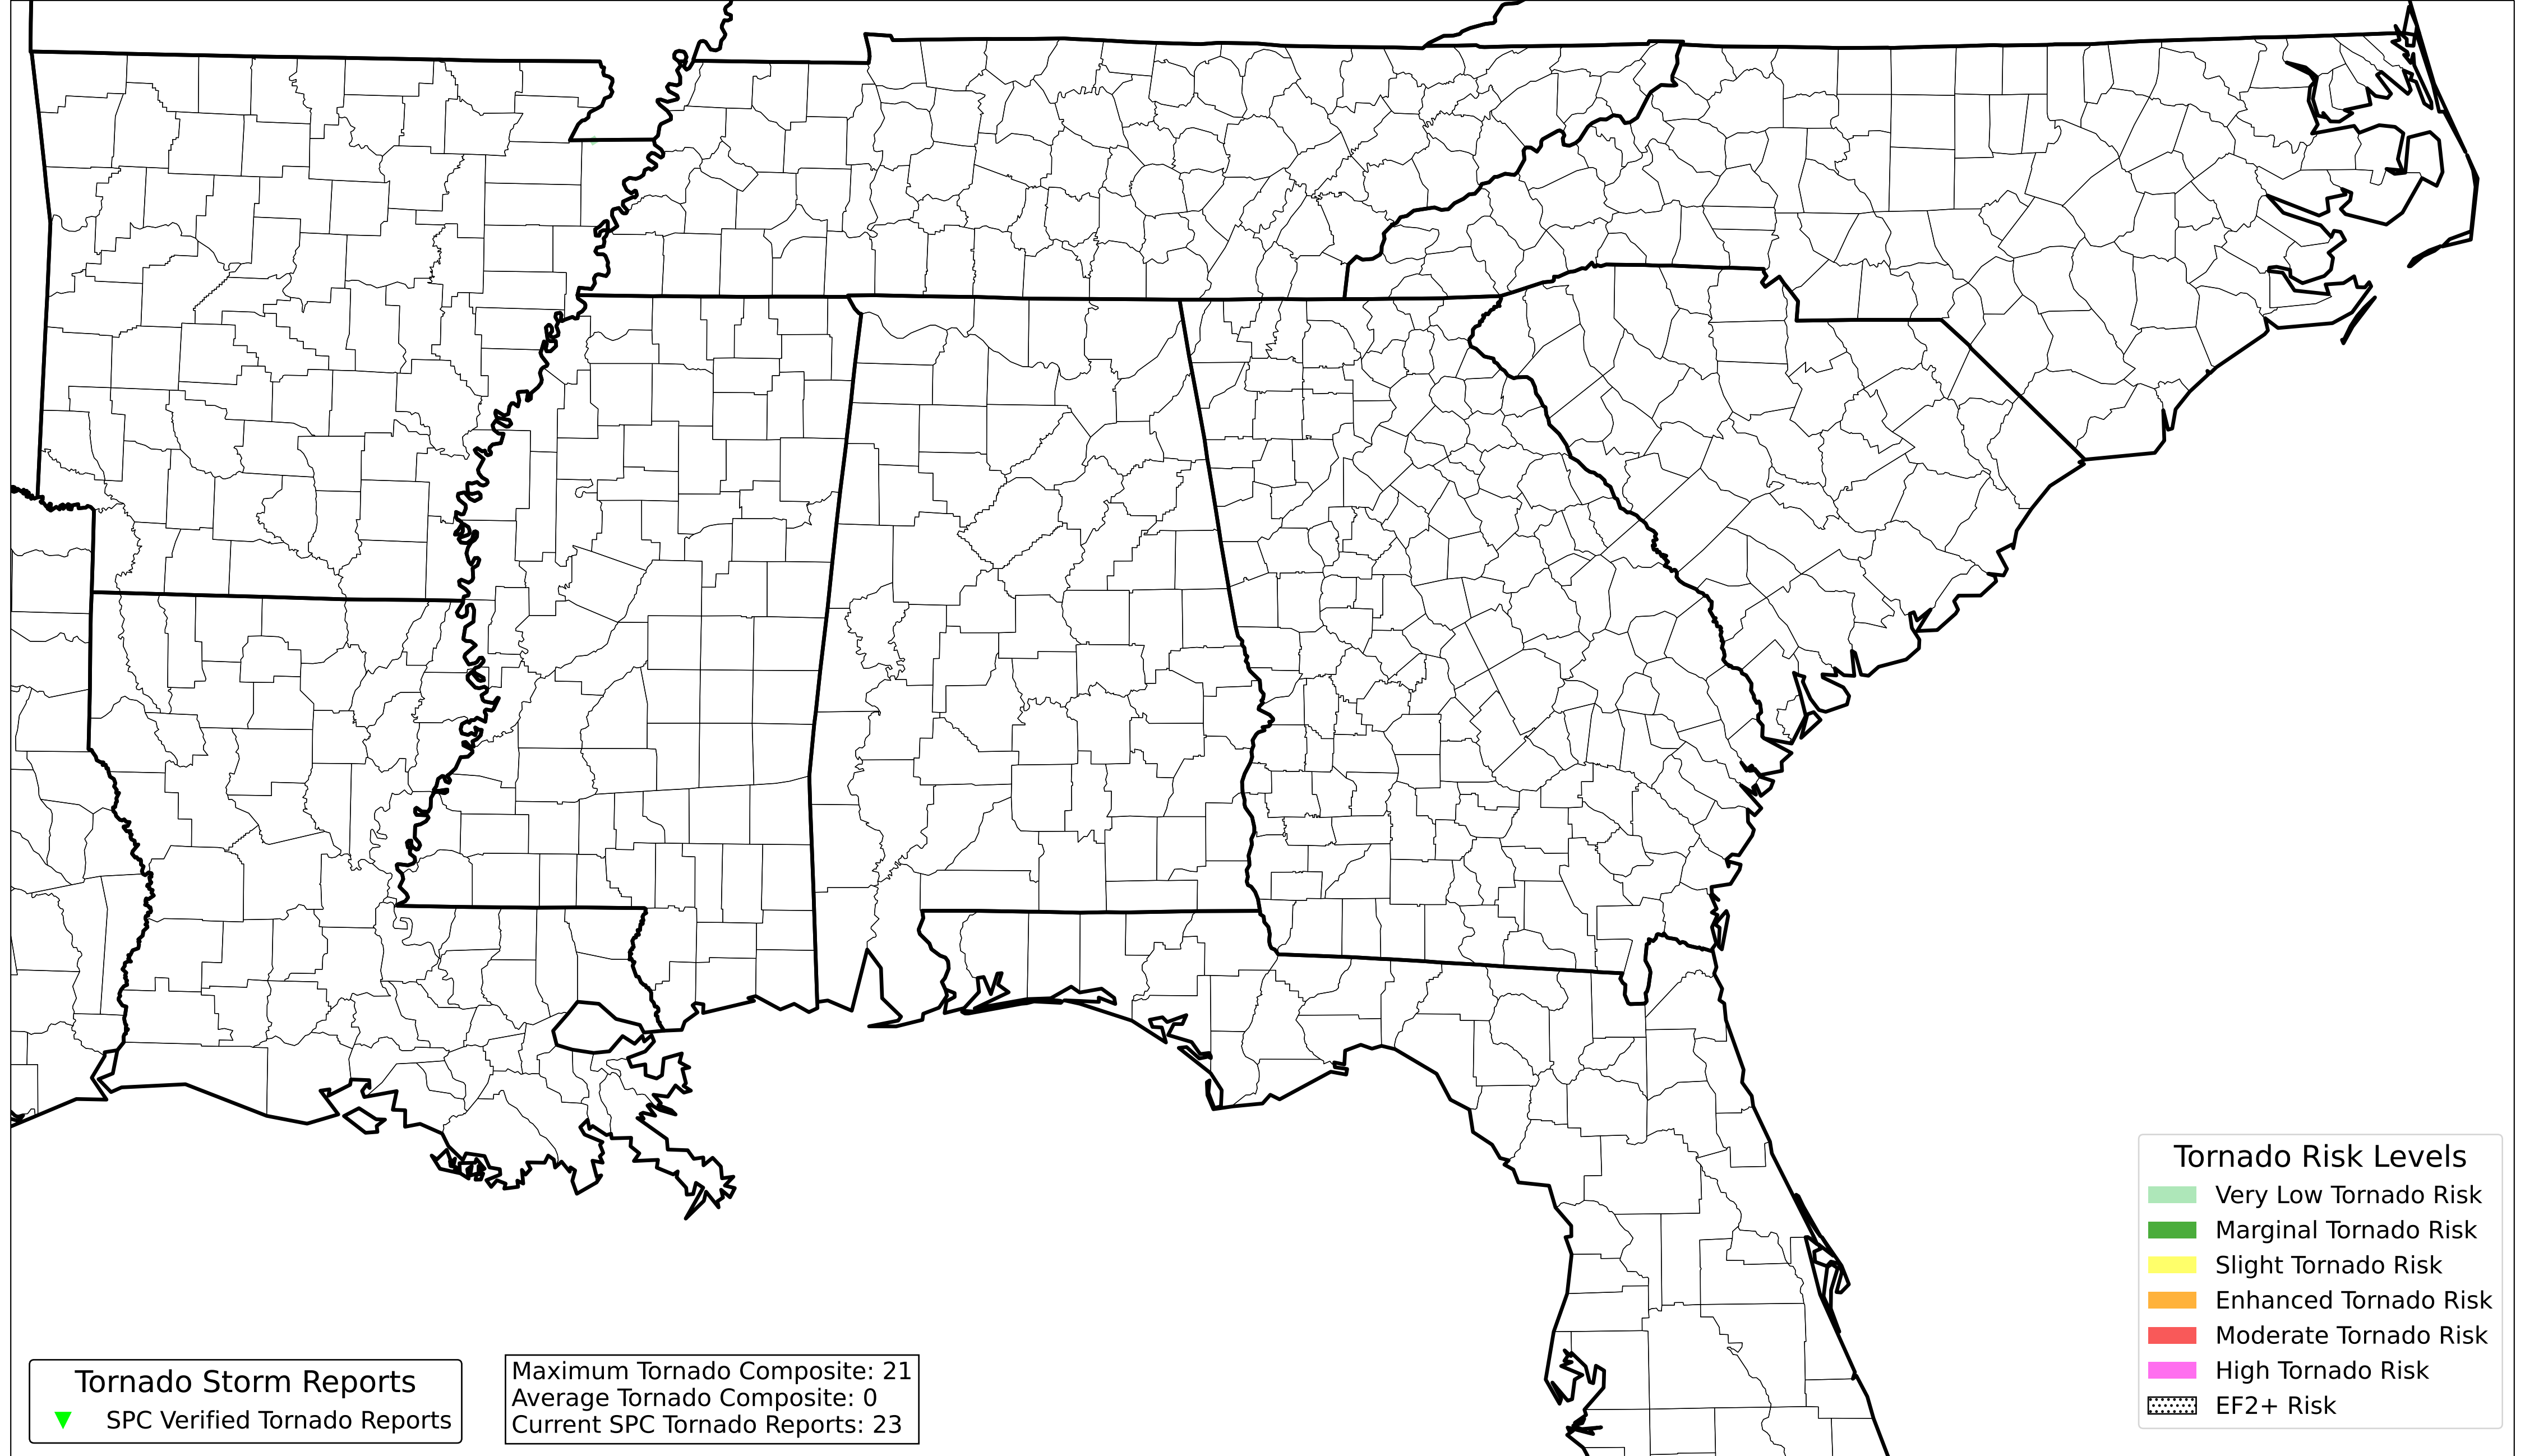 Tornado Storm Reports
SPC Verified Tornado Reports
Maximum Tornado Composite: 21
Average Tornado Composite: 0
Current SPC Tornado Reports: 23
Tornado Risk Levels
Very Low Tornado Risk
Marginal Tornado Risk
Slight Tornado Risk
Enhanced Tornado Risk
Moderate Tornado Risk
High Tornado Risk
EF2+ Risk